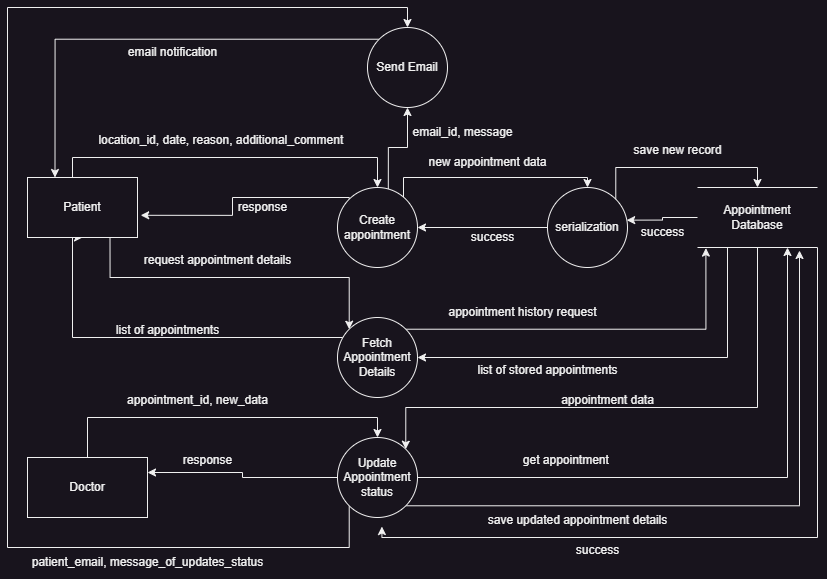 email notification
Send Email
email_id, message
location_id, date, reason, additional_comment
new appointment data
save new record
Patient
response
Create
appointment
success
serialization
success
Appointment
Database
request appointment details
list of appointments
appointment history request
Fetch
Appointment
Details
list of stored appointments
appointment_id, new_data
appointment data
Doctor
response
Update
Appointment
status
get appointment
save updated appointment details
success
patient_email, message_of_updates_status